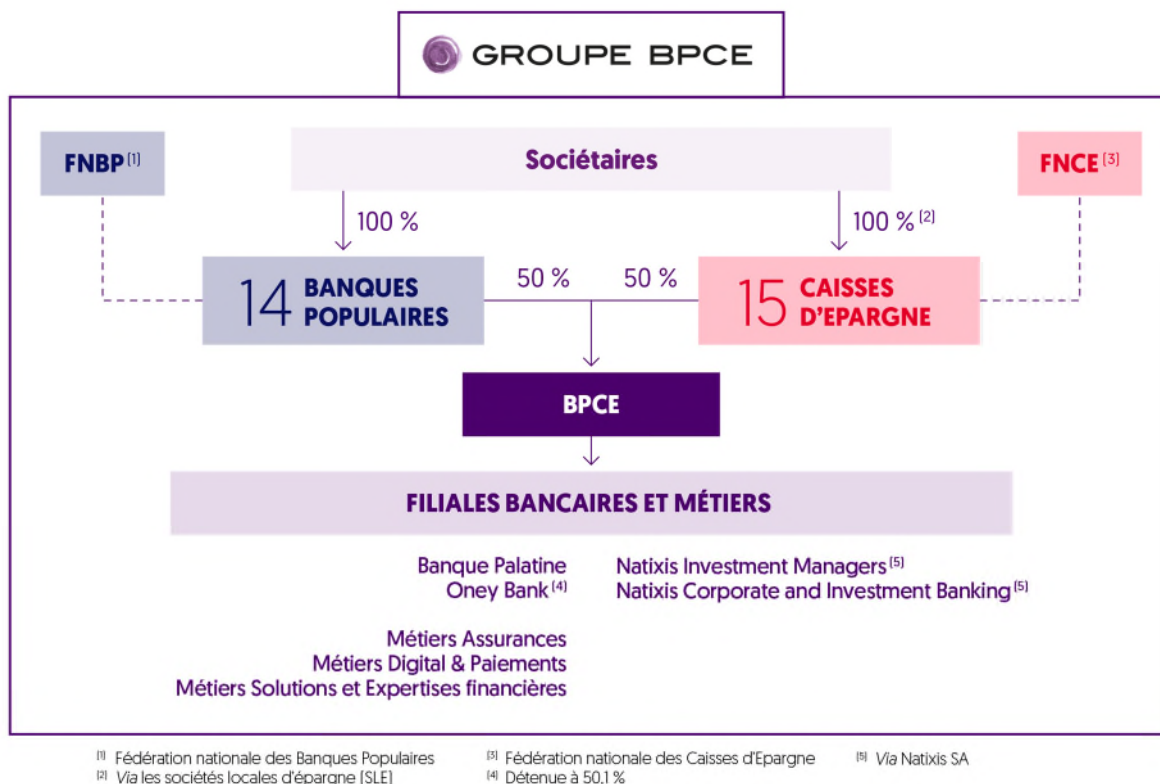 GROUPE BPCE
FNBP (1)
Sociétaires
FNCE (3)
100 %
100 % (2)
14 BANQUES
POPULAIRES
50 %
50 %
15 CAISSES
D'EPARGNE
BPCE
FILIALES BANCAIRES ET MÉTIERS
Banque Palatine
Oney Bank (4)
Natixis Investment Managers (5)
Natixis Corporate and Investment Banking (5)
Métiers Assurances
Métiers Digital & Paiements
Métiers Solutions et Expertises financières
(1) Fédération nationale des Banques Populaires
(2) Via les sociétés locales d'épargne (SLE)
(3) Fédération nationale des Caisses d'Epargne
(4) Détenue à 50,1 %
(5) Via Natixis SA